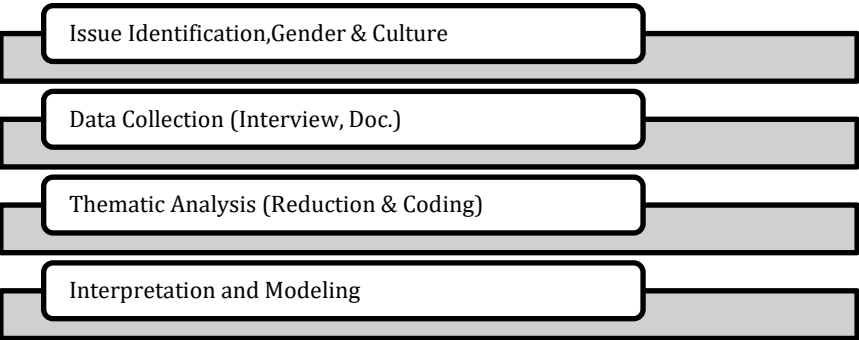 Issue Identification,Gender & Culture
Data Collection (Interview, Doc.)
Thematic Analysis (Reduction & Coding)
Interpretation and Modeling